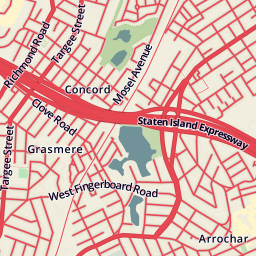 Richmond Road
Targee Street
Mosel Avenue
Concord
Clove Road
Staten Island Expressway
Grasmere
Targee Street
West Fingerboard Road
Arrochar